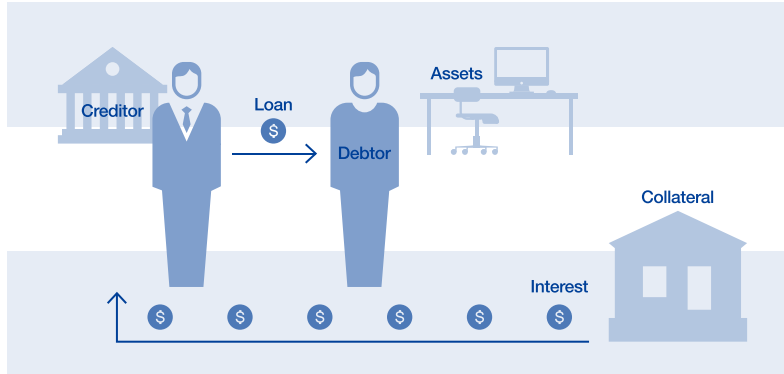 Assets
Creditor
Loan
$
Debtor
Collateral
Interest
$ $ $ $ $ $